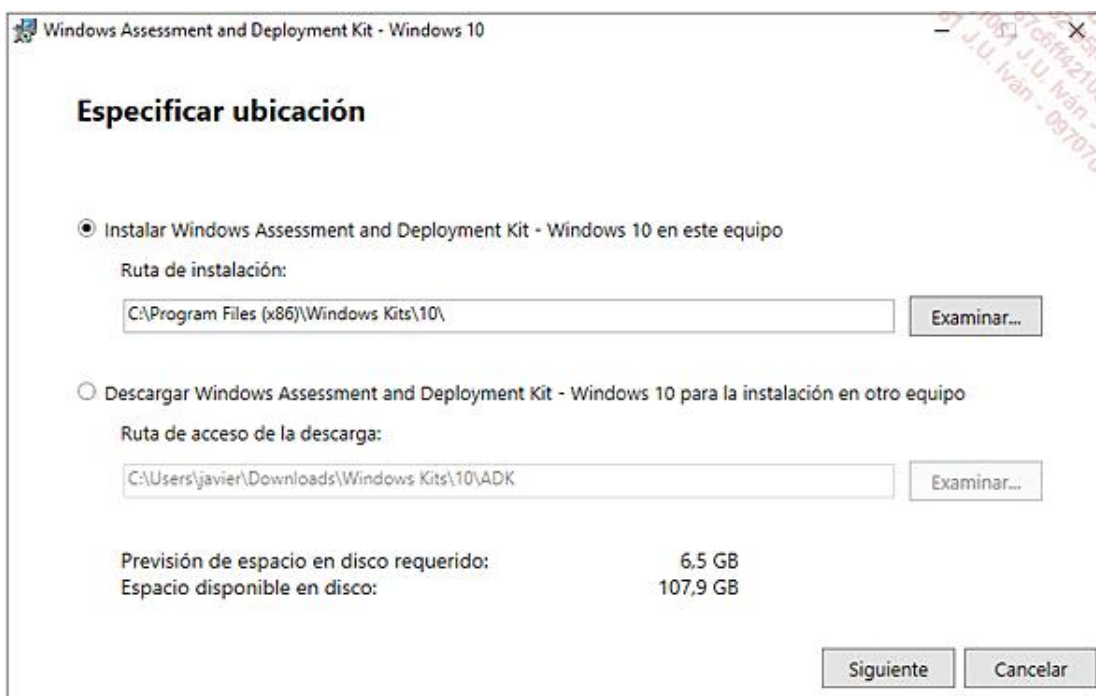 Windows Assessment and Deployment Kit - Windows 10
Especificar ubicación
Instalar Windows Assessment and Deployment Kit - Windows 10 en este equipo
Ruta de instalación:
C:\Program Files (x86)\Windows Kits\10\
Examinar...
Descargar Windows Assessment and Deployment Kit - Windows 10 para la instalación en otro equipo
Ruta de acceso de la descarga:
C:\Users\javier\Downloads\Windows Kits\10\ADK
Examinar...
Previsión de espacio en disco requerido: 6,5 GB
Espacio disponible en disco: 107,9 GB
Siguiente Cancelar
J.U. Iván
J.U. Iván